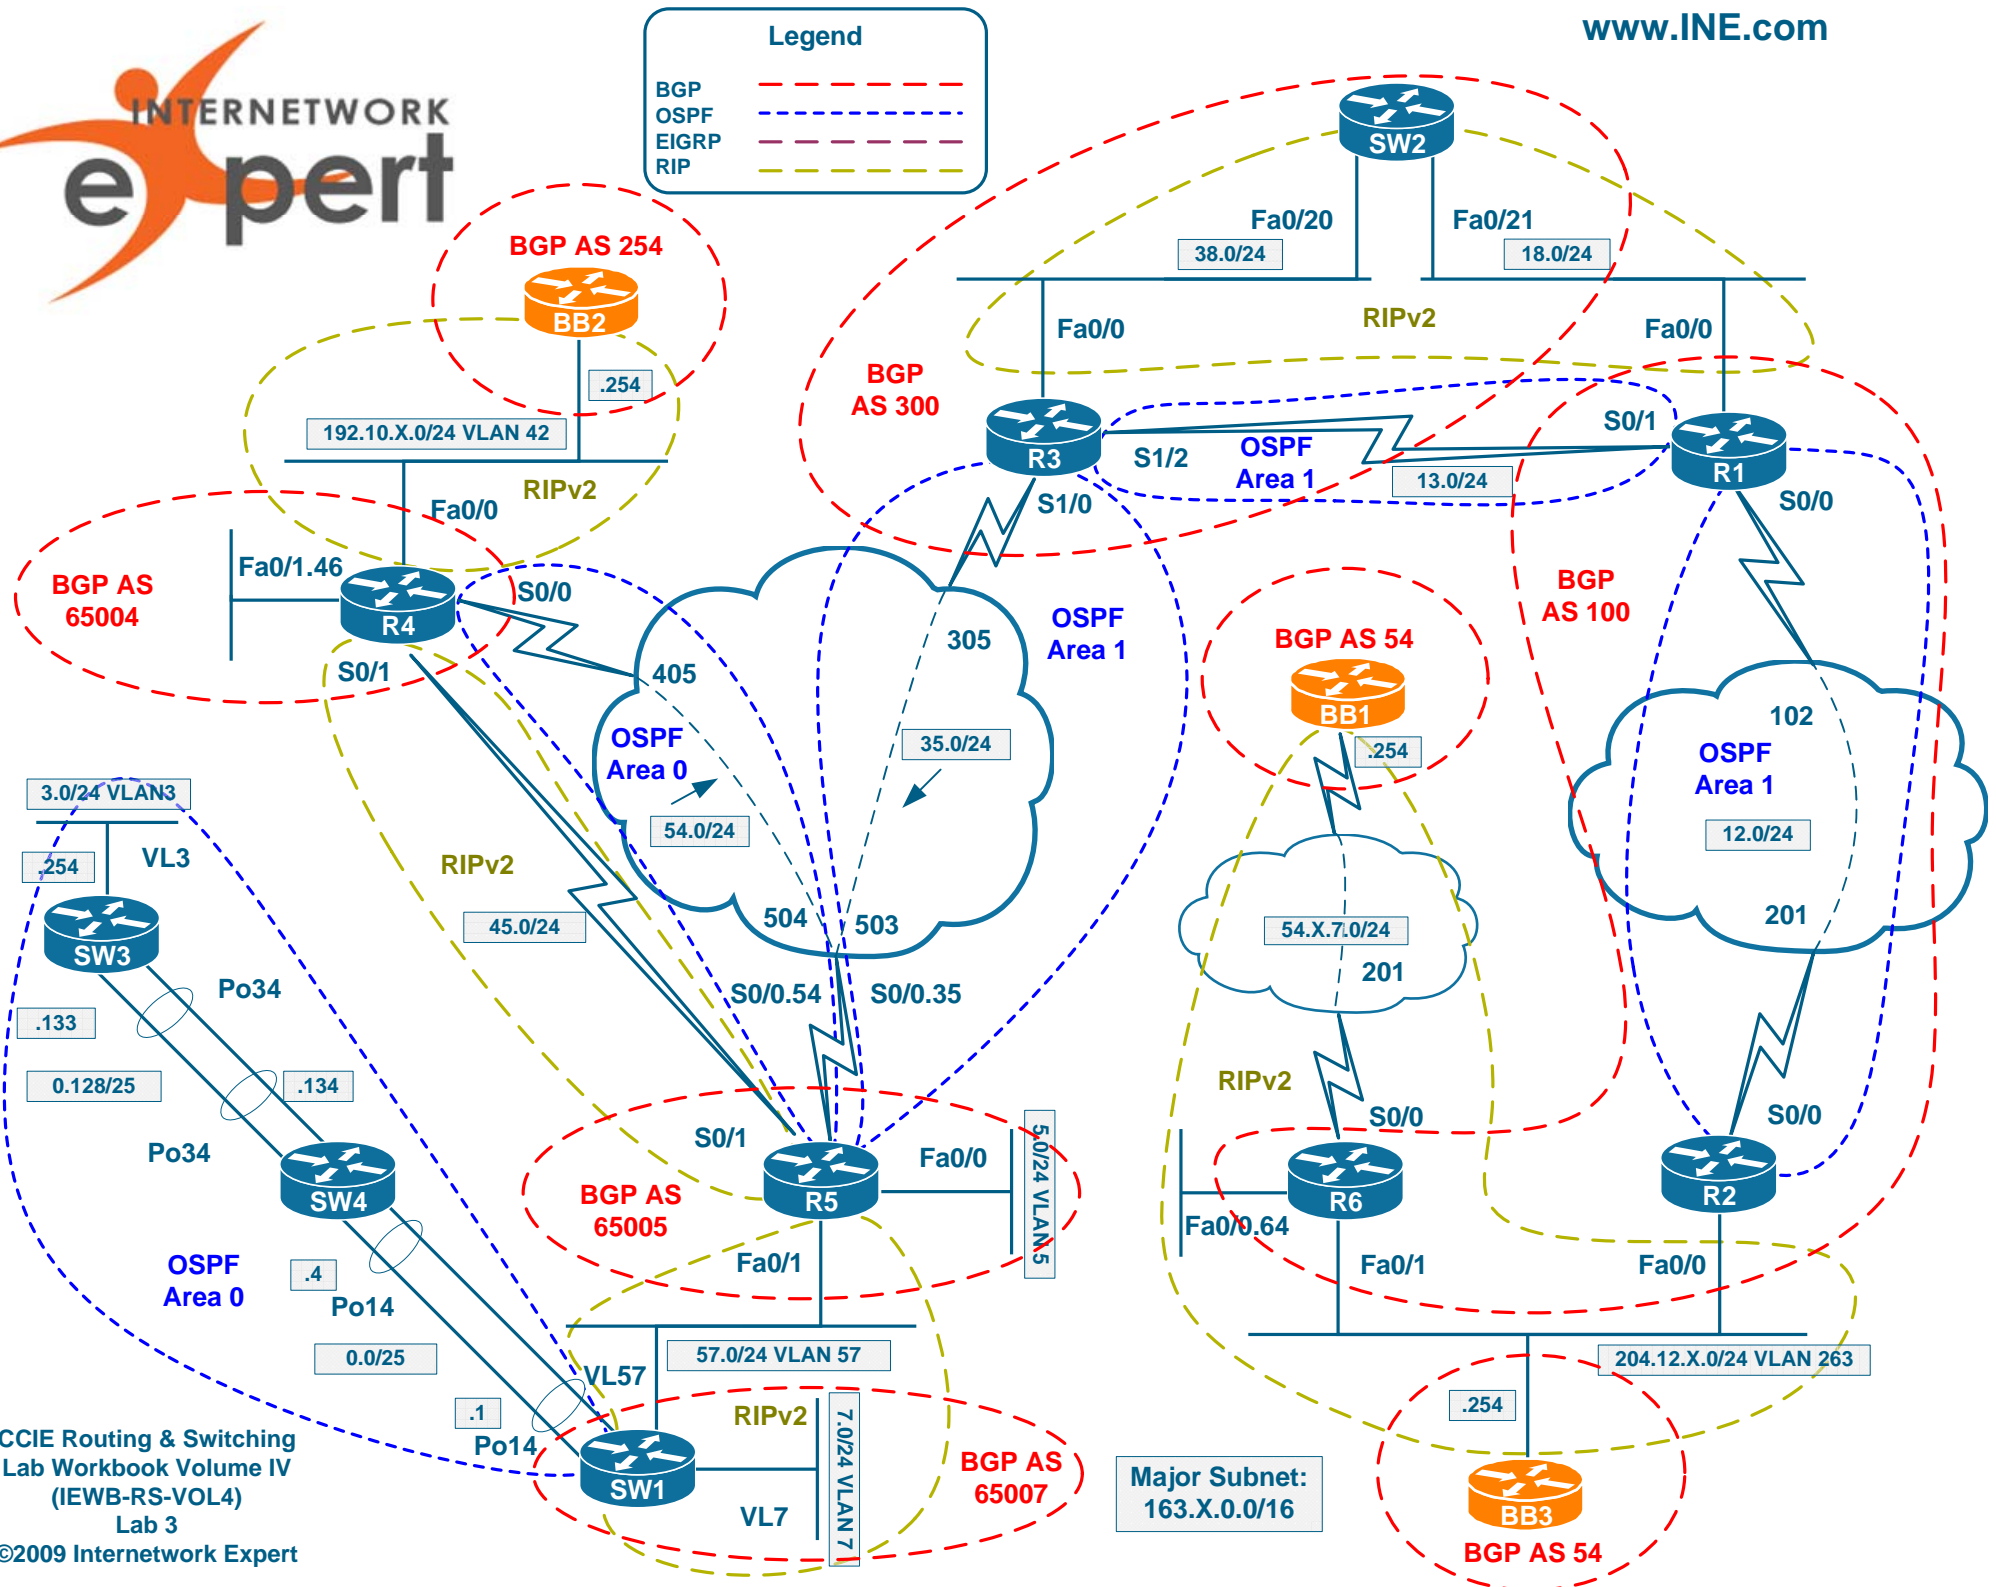 www.INE.com
INTERNETWORK
expert
Legend
BGP
OSPF
EIGRP
RIP
SW2
Fa0/20
Fa0/21
38.0/24
18.0/24
BGP AS 254
BB2
.254
192.10.X.0/24 VLAN 42
RIPv2
Fa0/0
Fa0/0
RIPv2
Fa0/0
BGP
AS 300
R3
S1/2
S1/0
OSPF
Area 1
13.0/24
S0/1
R1
S0/0
RIPv2
Fa0/1.46
BGP AS
65004
R4
S0/0
S0/1
405
305
OSPF
Area 1
OSPF
Area 0
54.0/24
35.0/24
504
503
BGP AS 54
BB1
.254
BGP
AS 100
102
OSPF
Area 1
12.0/24
201
3.0/24 VLAN3
.254
VL3
SW3
Po34
.133
0.128/25
.134
Po34
SW4
RIPv2
45.0/24
S0/0.54
S0/0.35
54.X.7.0/24
201
RIPv2
S0/0
S0/0
S0/1
Fa0/0
5.0/24 VLAN 5
BGP AS
65005
R5
Fa0/1
R6
Fa0/0.64
Fa0/1
R2
Fa0/0
OSPF
Area 0
.4
Po14
0.0/25
.1
Po14
VL57
57.0/24 VLAN 57
204.12.X.0/24 VLAN 263
.254
RIPv2
7.0/24 VLAN 7
SW1
VL7
BGP AS
65007
Major Subnet:
163.X.0.0/16
BB3
BGP AS 54
CCIE Routing & Switching
Lab Workbook Volume IV
(IEWB-RS-VOL4)
Lab 3
©2009 Internetwork Expert